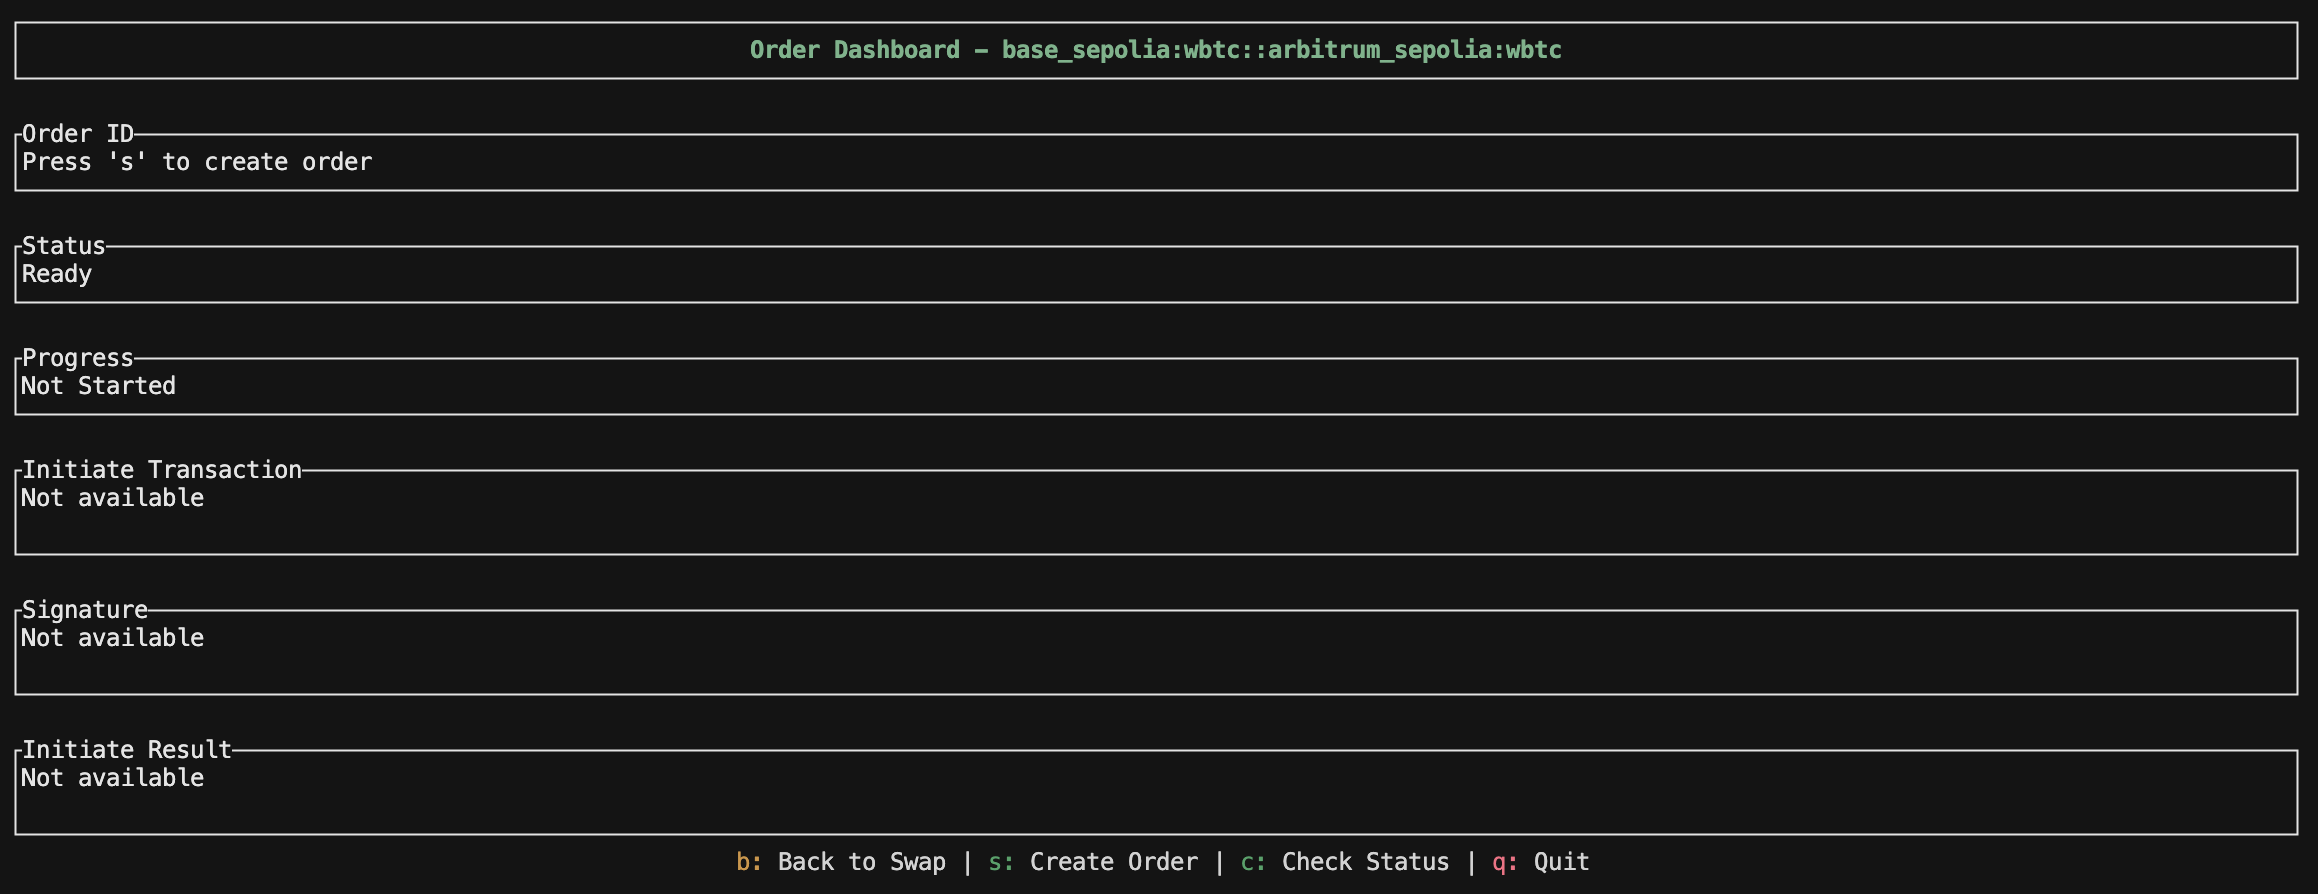 Order Dashboard - base_sepolia:wbtc::arbitrum_sepolia:wbtc
Order ID
Press 's' to create order
Status
Ready
Progress
Not Started
Initiate Transaction
Not available
Signature
Not available
Initiate Result
Not available
b: Back to Swap | s: Create Order | c: Check Status | q: Quit